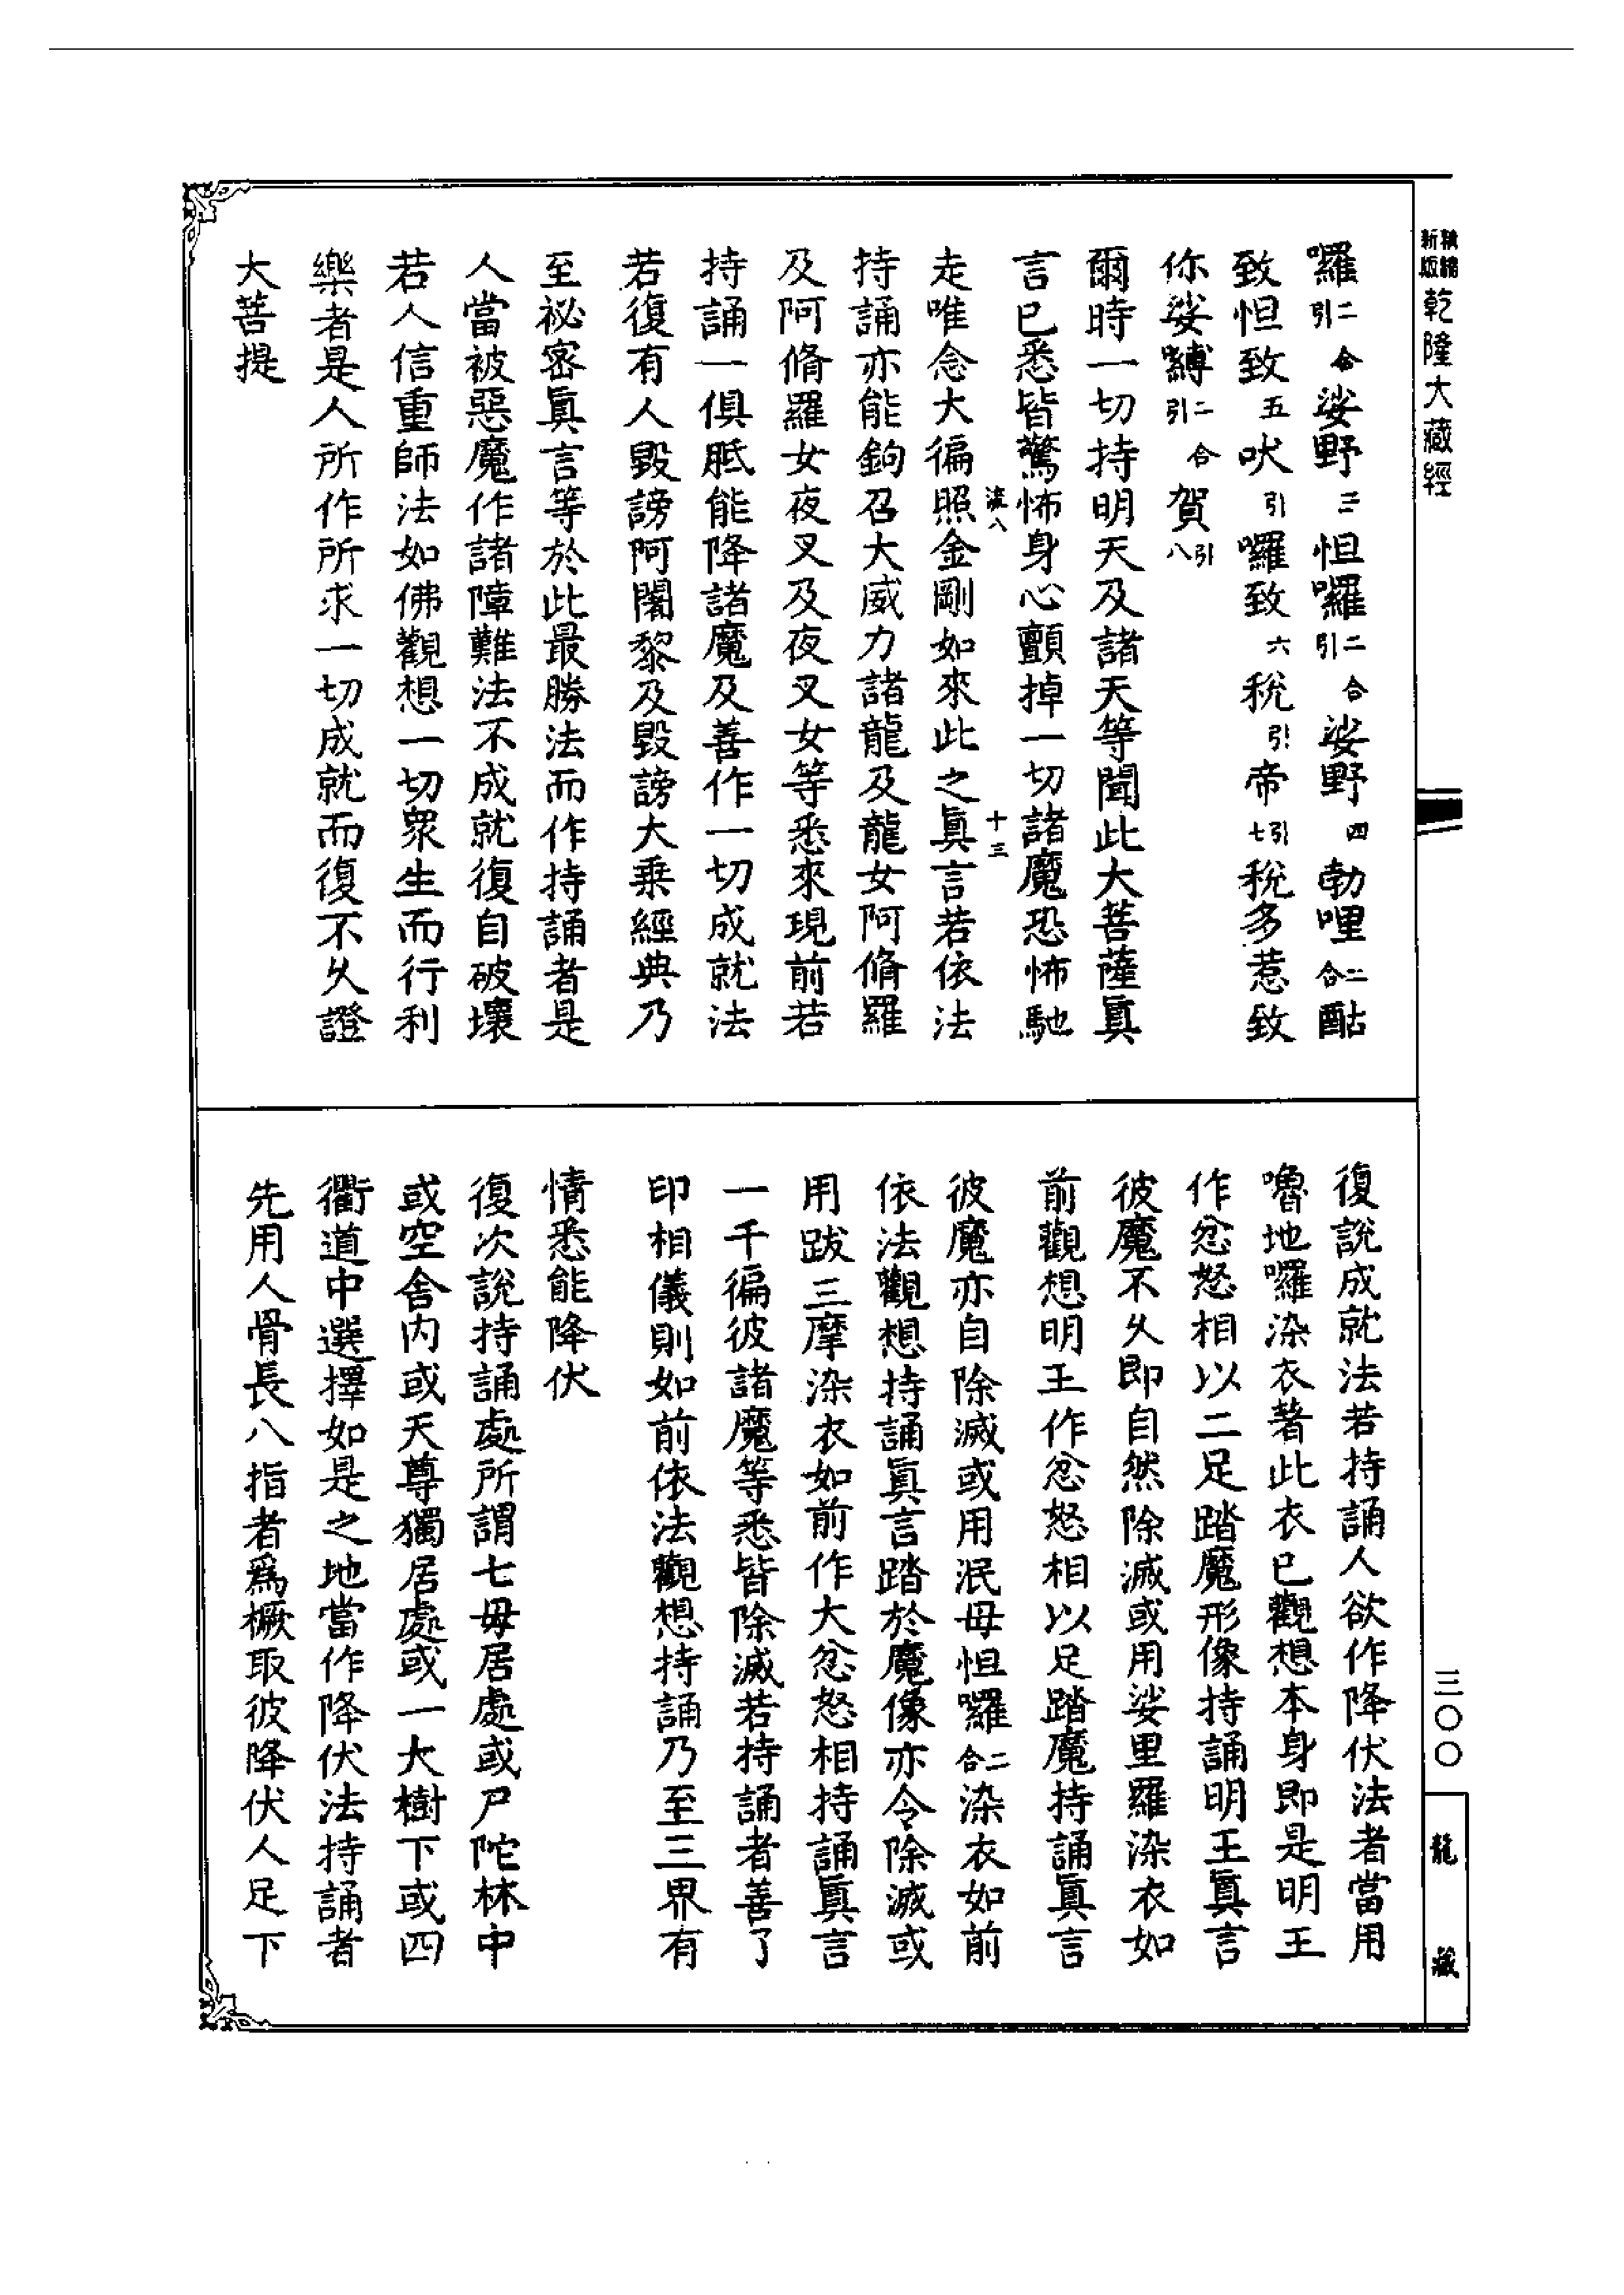 新版精縮乾隆大藏經
囉二合引娑野三怛囉二合引娑野四勃哩二合酤
致怛致五吠引囉致六稅引帝引七稅多惹致
你娑嚩二合引賀引八
爾時一切持明天及諸天等聞此大菩薩眞
言已悉皆驚怖身心顫掉一切諸魔恐怖馳
走唯念大徧照金剛如來此之眞言若依法
十三
持誦亦能鉤召大威力諸龍及龍女阿脩羅
及阿脩羅女夜叉及夜叉女等悉來現前若
持誦一俱胝能降諸魔及善作一切成就法
若復有人毀謗阿闍黎及毀謗大乗經典乃
至祕密眞言等於此最勝法而作持誦者是
人當被惡魔作諸障難法不成就復自破壞
若人信重師法如佛觀想一切眾生而行利
樂者是人所作所求一切成就而復不久證
大菩提
復說成就法若持誦人欲作降伏法者當用
嚕地囉染衣著此衣已觀想本身即是明王
作忿怒相以二足踏魔形像持誦明王眞言
彼魔不久即自然除滅或用娑里羅染衣如
前觀想明王作忿怒相以足踏魔持誦眞言
彼魔亦自除滅或用泯母怛囉二合染衣如前
依法觀想持誦眞言踏於魔像亦令除滅或
用跋三摩染衣如前作大忿怒相持誦眞言
一千徧彼諸魔等悉皆除滅若持誦者善了
印相儀則如前依法觀想持誦乃至三界有
情悉能降伏
復次說持誦處所謂七母居處或尸陀林中
或空舍内或天尊獨居處或一大樹下或四
衢道中選擇如是之地當作降伏法持誦者
先用人骨長八指者爲橛取彼降伏人足下
三〇〇
龍藏